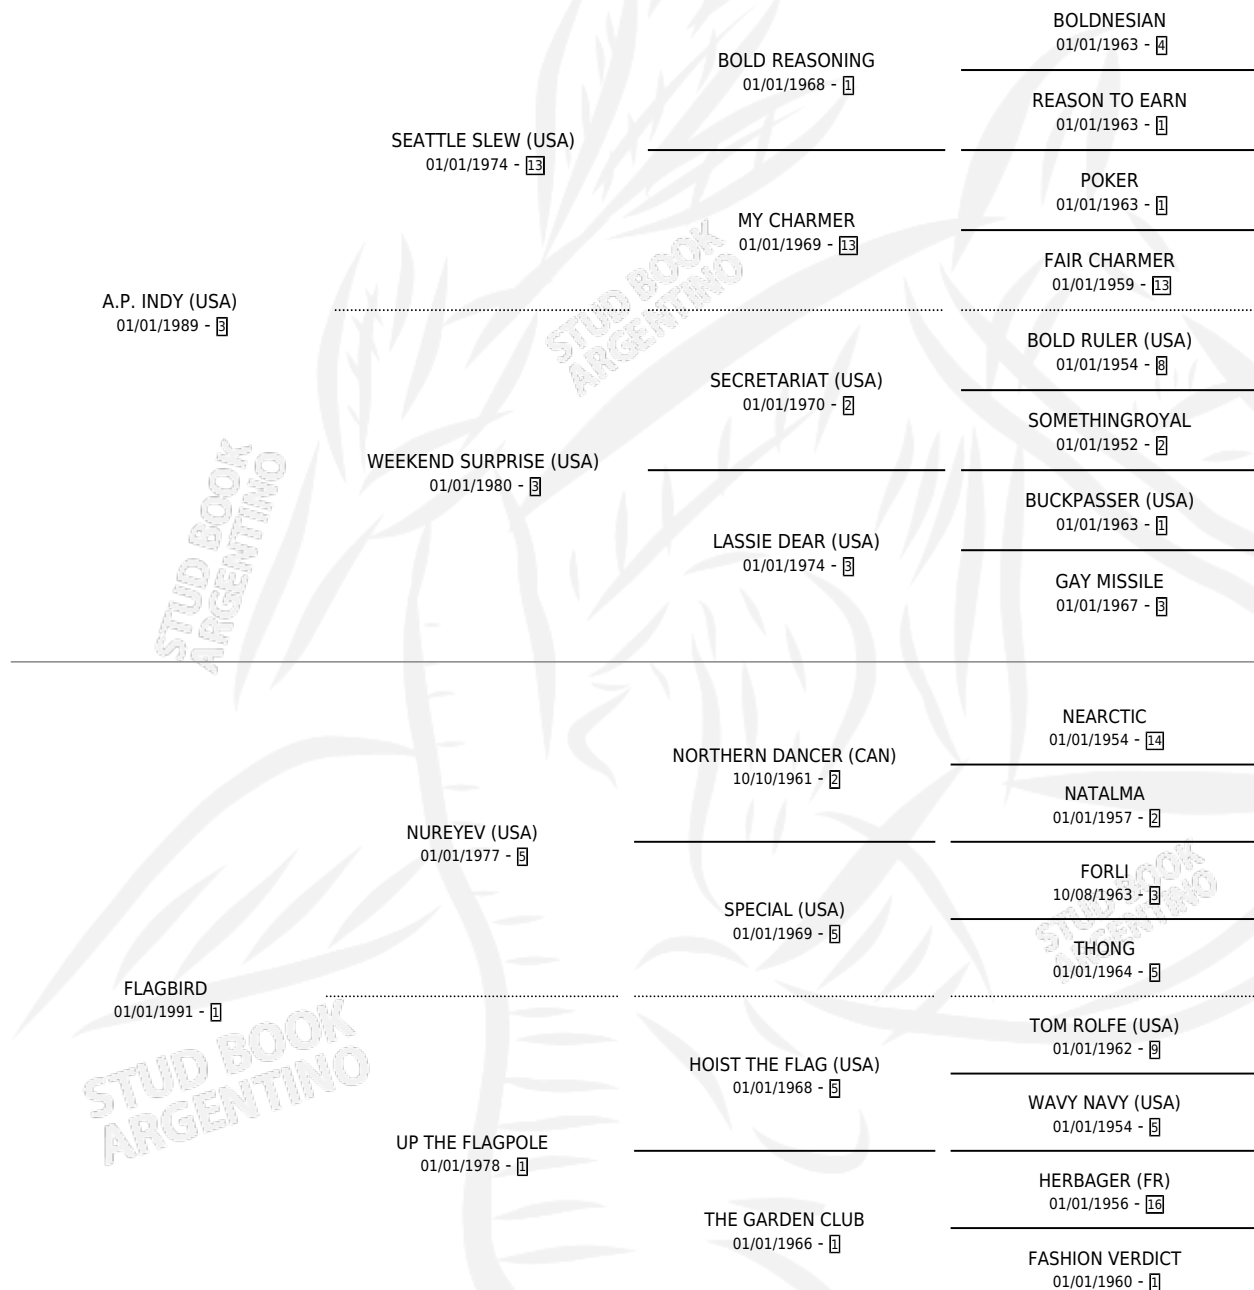 BOLDNESIAN
01/01/1963 - 4
BOLD REASONING
01/01/1968 - 1
REASON TO EARN
01/01/1963 - 1
SEATTLE SLEW (USA)
01/01/1974 - 13
POKER
01/01/1963 - 1
MY CHARMER
01/01/1969 - 13
FAIR CHARMER
01/01/1959 - 13
A.P. INDY (USA)
01/01/1989 - 3
BOLD RULER (USA)
01/01/1954 - 8
SECRETARIAT (USA)
01/01/1970 - 2
SOMETHINGROYAL
01/01/1952 - 2
WEEKEND SURPRISE (USA)
01/01/1980 - 3
BUCKPASSER (USA)
01/01/1963 - 1
LASSIE DEAR (USA)
01/01/1974 - 3
GAY MISSILE
01/01/1967 - 3
STUD BOOK
ARGENTINO
STUD BOOK
ARGENTINO
NEARCTIC
01/01/1954 - 14
NORTHERN DANCER (CAN)
10/10/1961 - 2
NATALMA
01/01/1957 - 2
NUREYEV (USA)
01/01/1977 - 5
FORLI
10/08/1963 - 3
SPECIAL (USA)
01/01/1969 - 5
THONG
01/01/1964 - 5
FLAGBIRD
01/01/1991 - 1
TOM ROLFE (USA)
01/01/1962 - 9
HOIST THE FLAG (USA)
01/01/1968 - 5
WAVY NAVY (USA)
01/01/1954 - 5
UP THE FLAGPOLE
01/01/1978 - 1
HERBAGER (FR)
01/01/1956 - 16
THE GARDEN CLUB
01/01/1966 - 1
FASHION VERDICT
01/01/1960 - 1
STUD BOOK
ARGENTINO
STUD BOOK
ARGENTINO